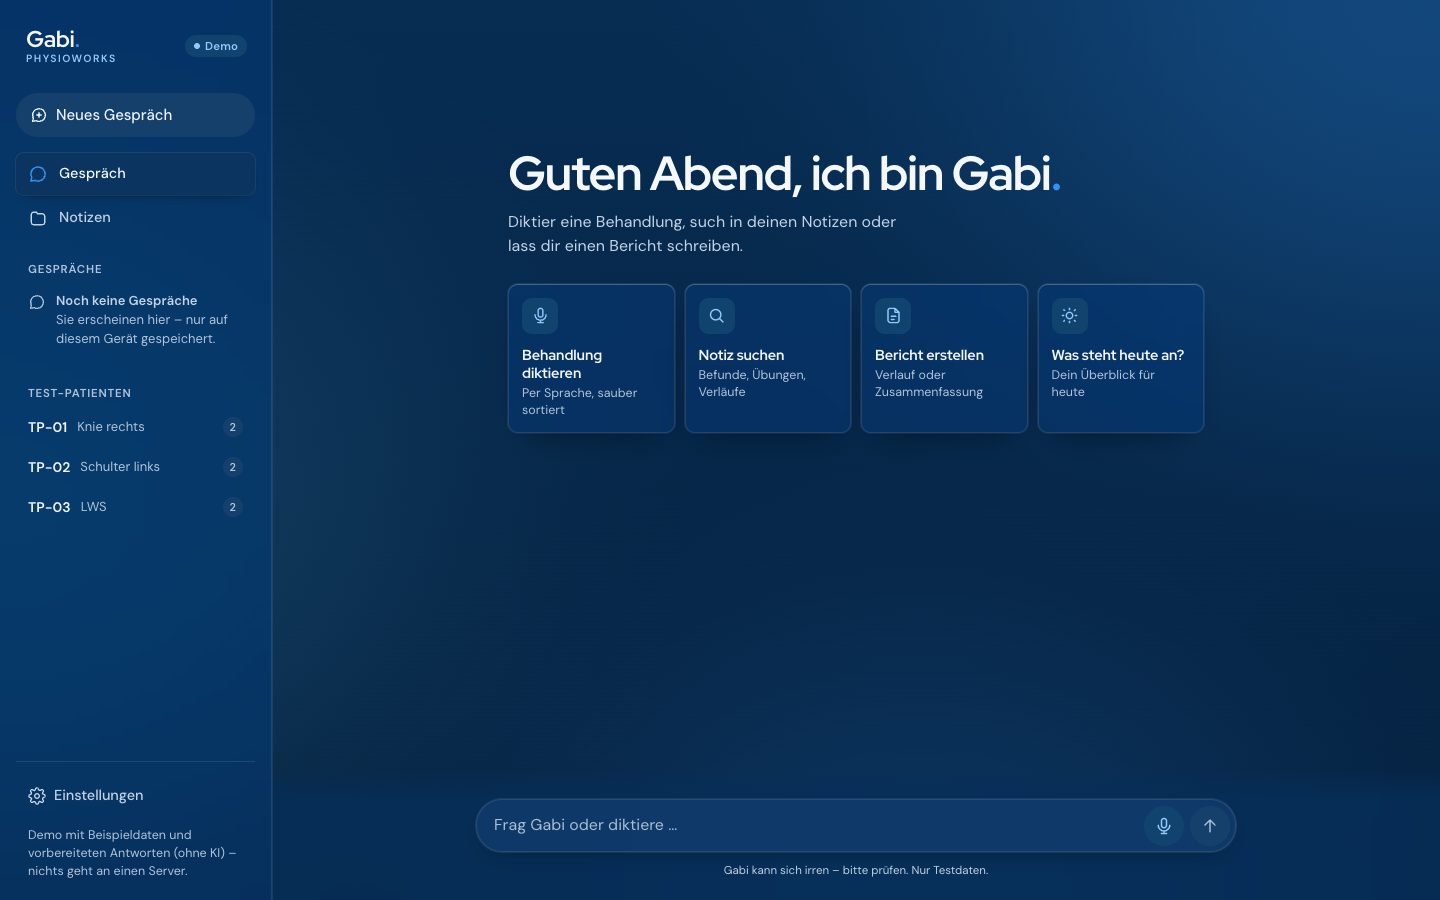 Gabi.
PHYSIOWORKS
Demo
Neues Gespräch
Gespräch
Notizen
GESPRÄCHE
Noch keine Gespräche
Sie erscheinen hier – nur auf
diesem Gerät gespeichert.
TEST-PATIENTEN
TP-01 Knie rechts 2
TP-02 Schulter links 2
TP-03 LWS 2
Einstellungen
Demo mit Beispieldaten und
vorbereiteten Antworten (ohne KI) –
nichts geht an einen Server.
Guten Abend, ich bin Gabi.
Diktier eine Behandlung, such in deinen Notizen oder
lass dir einen Bericht schreiben.
Behandlung
diktieren
Per Sprache, sauber
sortiert
Notiz suchen
Befunde, Übungen,
Verläufe
Bericht erstellen
Verlauf oder
Zusammenfassung
Was steht heute an?
Dein Überblick für
heute
Frag Gabi oder diktiere …
Gabi kann sich irren – bitte prüfen. Nur Testdaten.